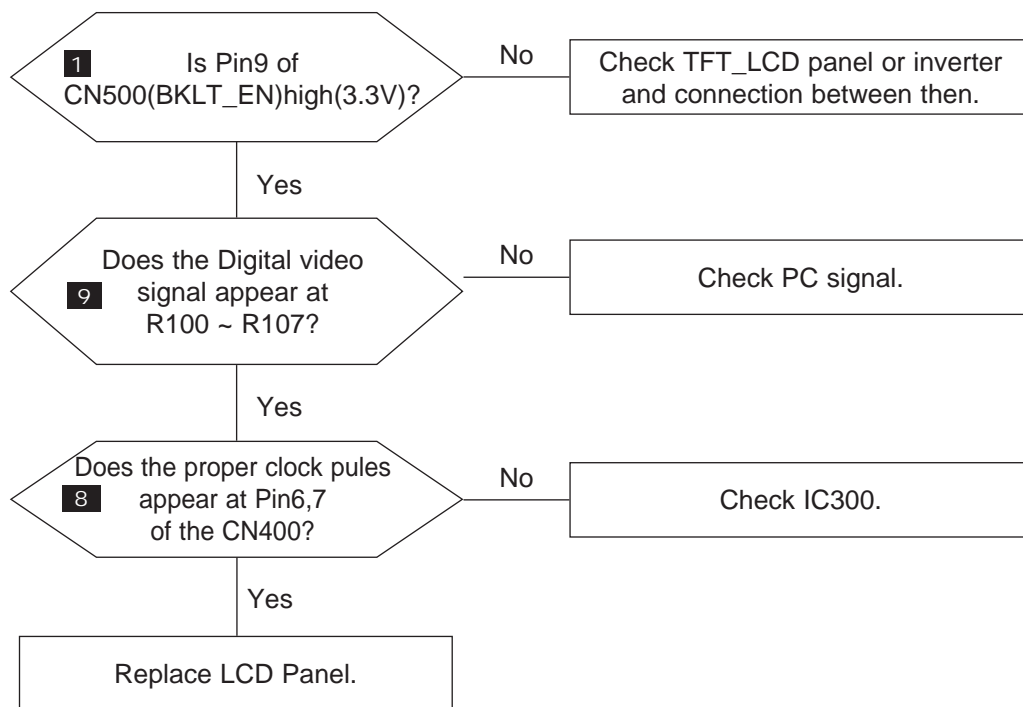 1
Is Pin9 of
CN500(BKLT_EN)high(3.3V)?
No
Check TFT_LCD panel or inverter
and connection between then.
Yes
Does the Digital video
9
signal appear at
R100 ~ R107?
No
Check PC signal.
Yes
Does the proper clock pules
8
appear at Pin6,7
of the CN400?
No
Check IC300.
Yes
Replace LCD Panel.